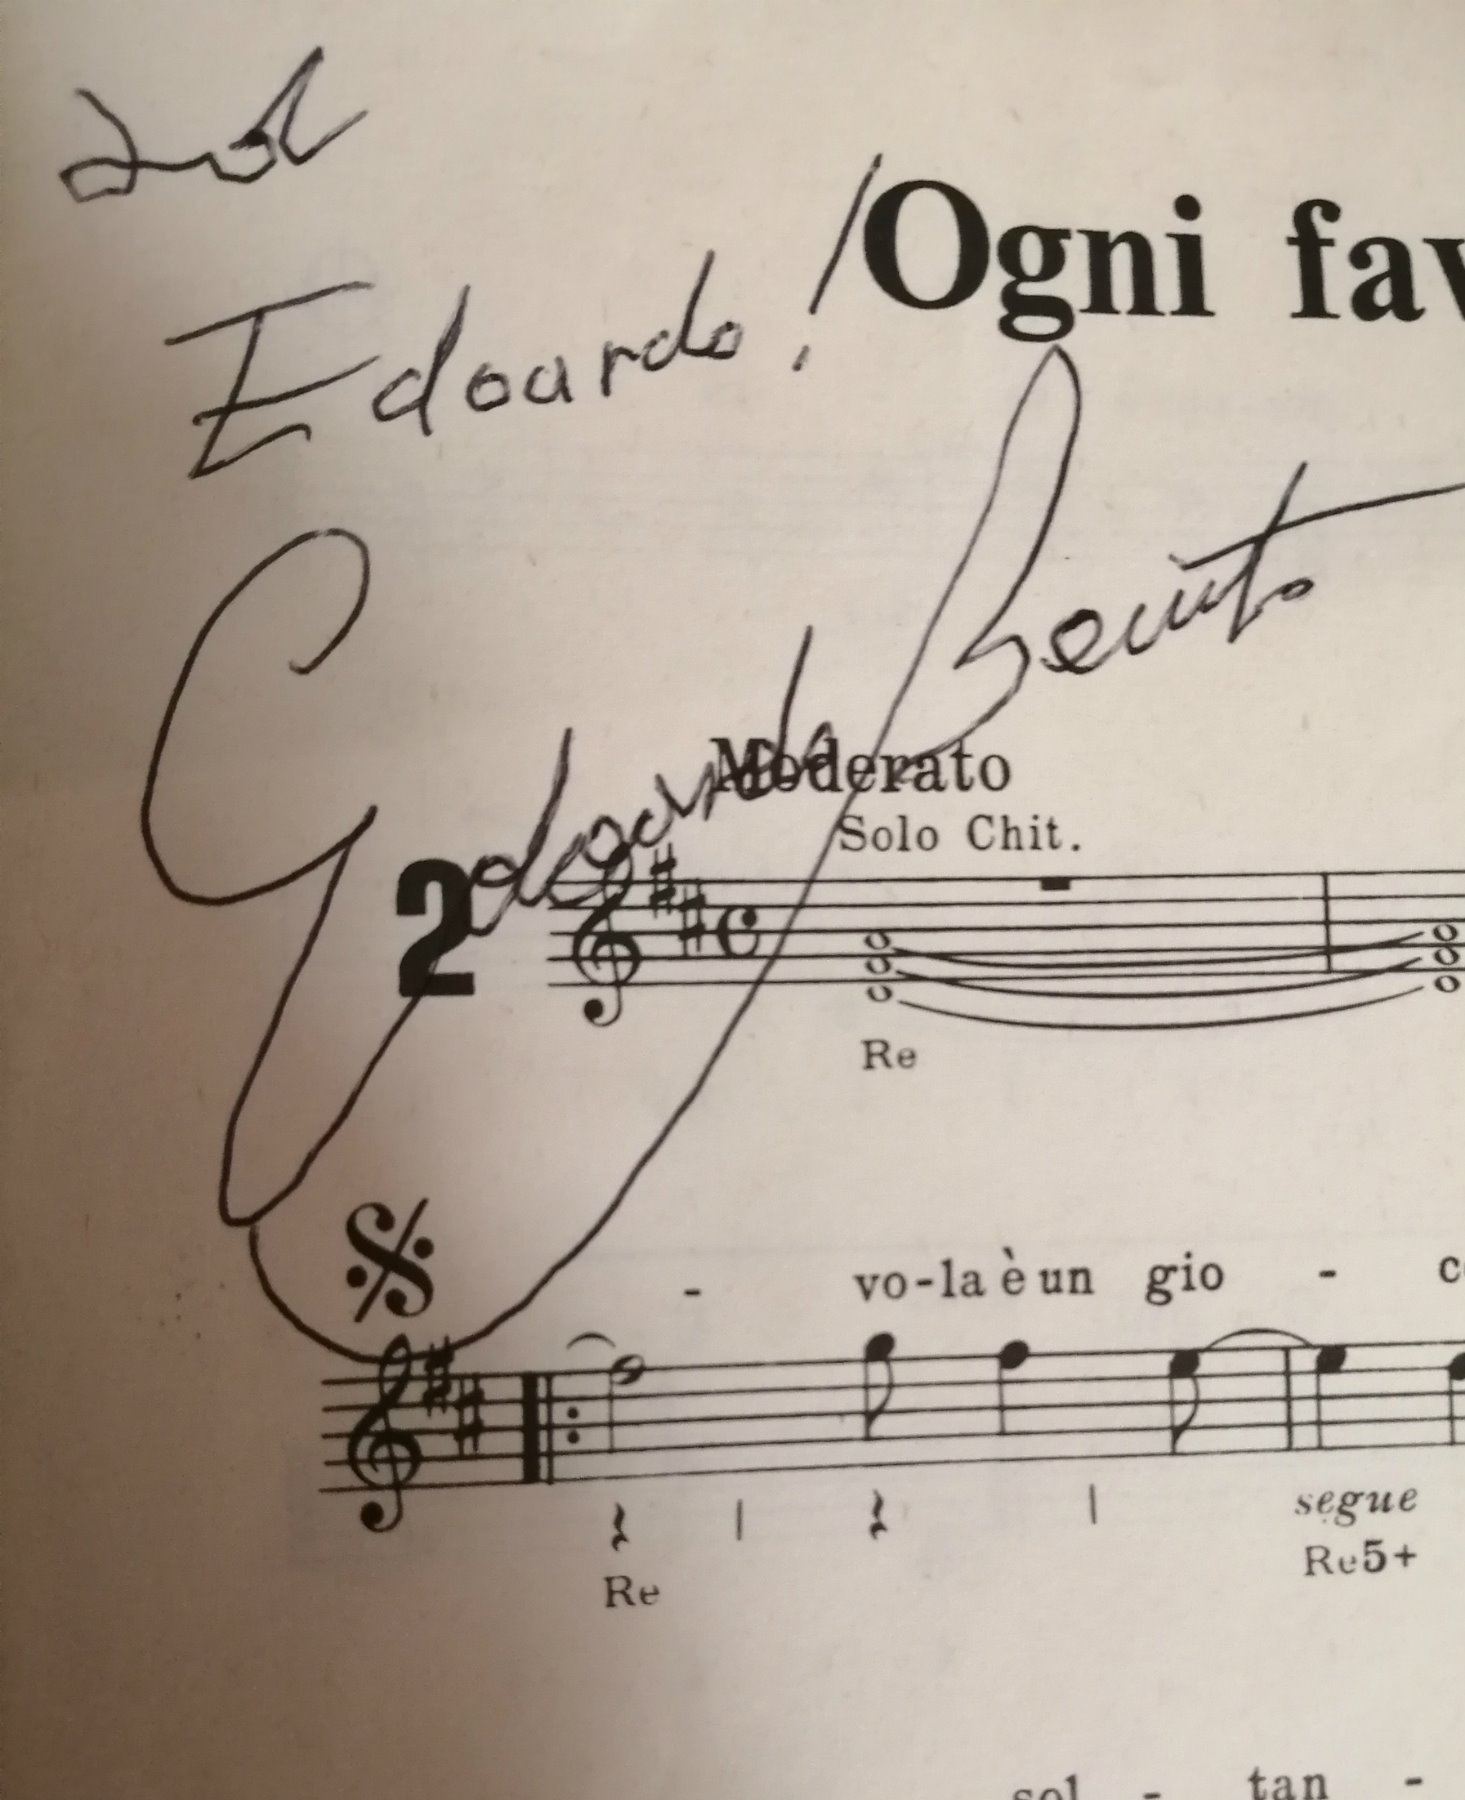 ad
Ogni fav
Edoardo!
Edoardo Bennato
Moderato
Solo Chit.
2
Re
- vo-la è un gio - c
segue
Re5+
Re
sol - tan -